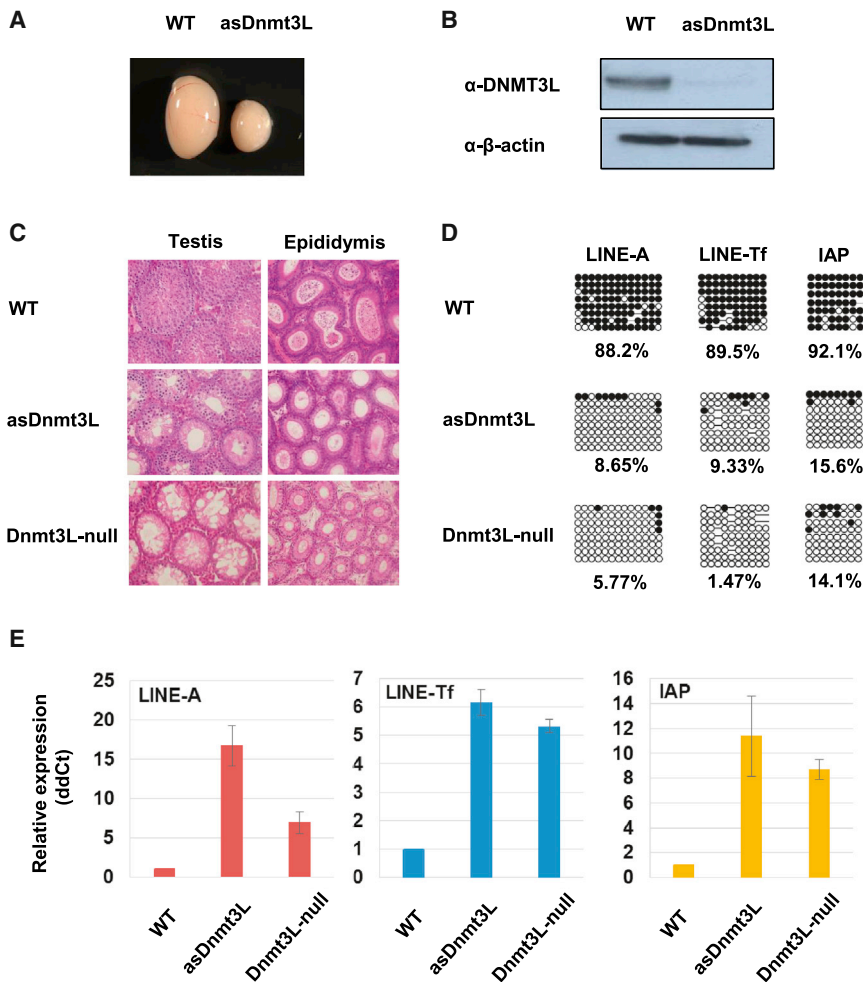 A
WT asDnmt3L
B
WT asDnmt3L
α-DNMT3L
α-β-actin
C
Testis Epididymis
WT
asDnmt3L
Dnmt3L-null
D
LINE-A LINE-Tf IAP
WT
88.2% 89.5% 92.1%
asDnmt3L
8.65% 9.33% 15.6%
Dnmt3L-null
5.77% 1.47% 14.1%
E
Relative expression
(ddCt)
LINE-A
25
20
15
10
5
0
WT
asDnmt3L
Dnmt3L-null
LINE-Tf
7
6
5
4
3
2
1
0
WT
asDnmt3L
Dnmt3L-null
IAP
16
14
12
10
8
6
4
2
0
WT
asDnmt3L
Dnmt3L-null